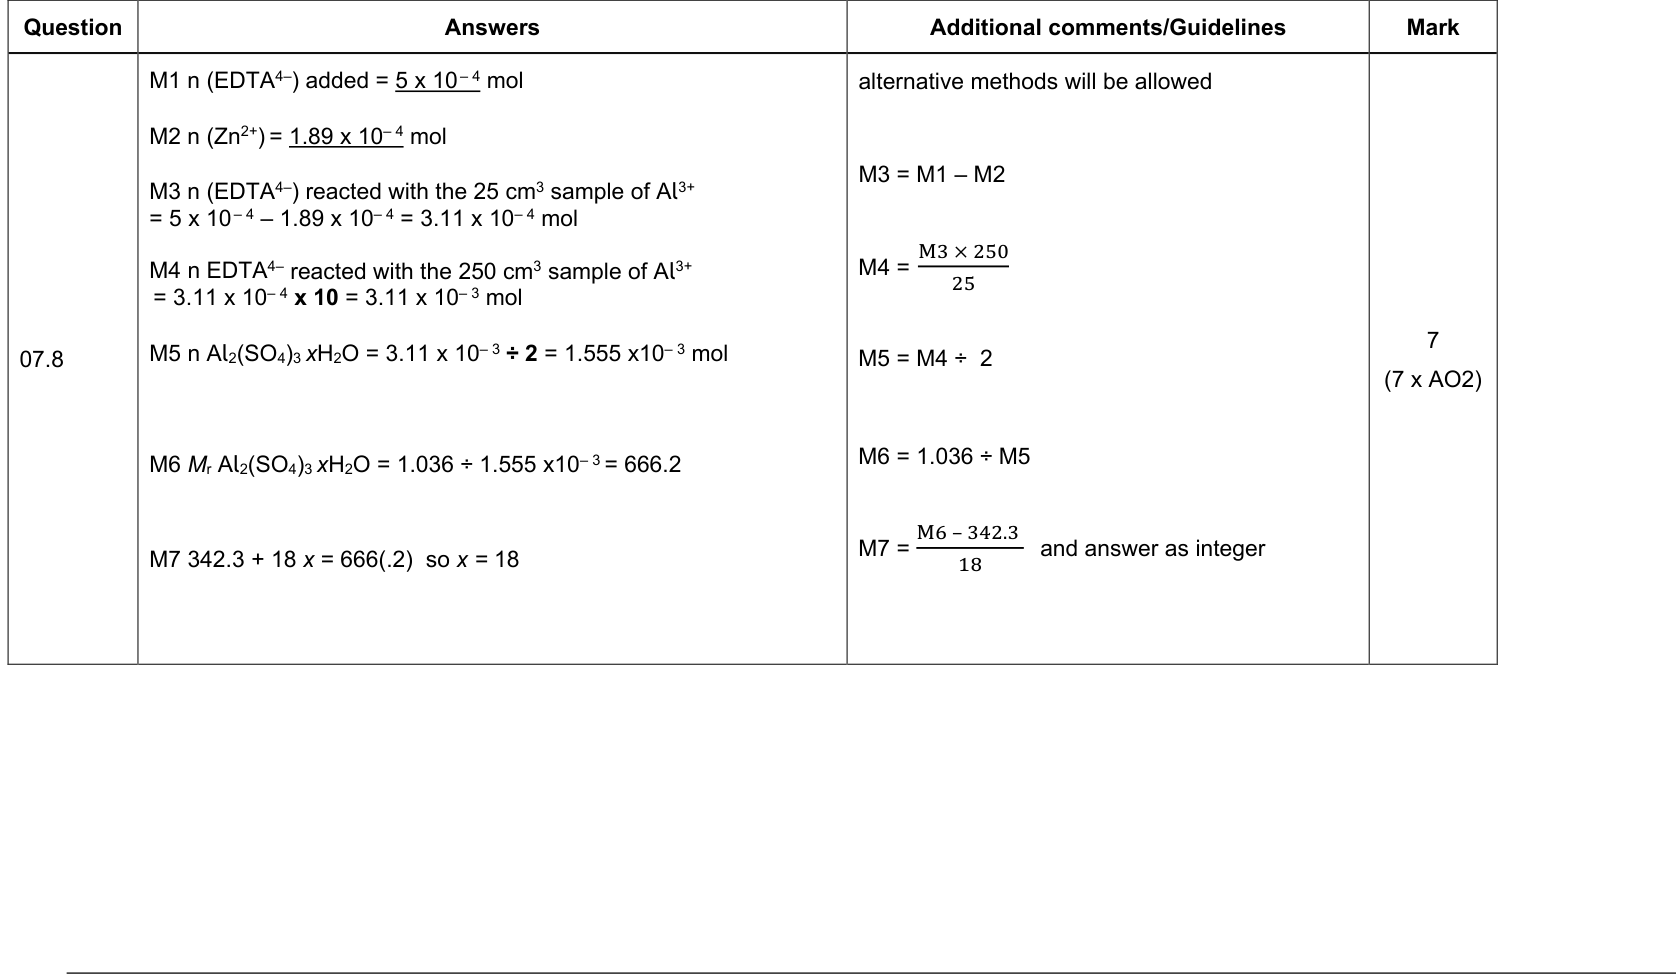 Question Answers Additional comments/Guidelines Mark
07.8
M1 n (EDTA⁴⁻) added = 5 x 10⁻⁴ mol
M2 n (Zn²⁺) = 1.89 x 10⁻⁴ mol
M3 n (EDTA⁴⁻) reacted with the 25 cm³ sample of Al³⁺
= 5 x 10⁻⁴ – 1.89 x 10⁻⁴ = 3.11 x 10⁻⁴ mol
M4 n EDTA⁴⁻ reacted with the 250 cm³ sample of Al³⁺
= 3.11 x 10⁻⁴ x 10 = 3.11 x 10⁻³ mol
M5 n Al₂(SO₄)₃ xH₂O = 3.11 x 10⁻³ ÷ 2 = 1.555 x10⁻³ mol
M6 Mᵣ Al₂(SO₄)₃ xH₂O = 1.036 ÷ 1.555 x10⁻³ = 666.2
M7 342.3 + 18 x = 666(.2) so x = 18
alternative methods will be allowed
M3 = M1 – M2
M4 = M3 × 250
25
M5 = M4 ÷ 2
M6 = 1.036 ÷ M5
M7 = M6 – 342.3 and answer as integer
18
7
(7 x AO2)